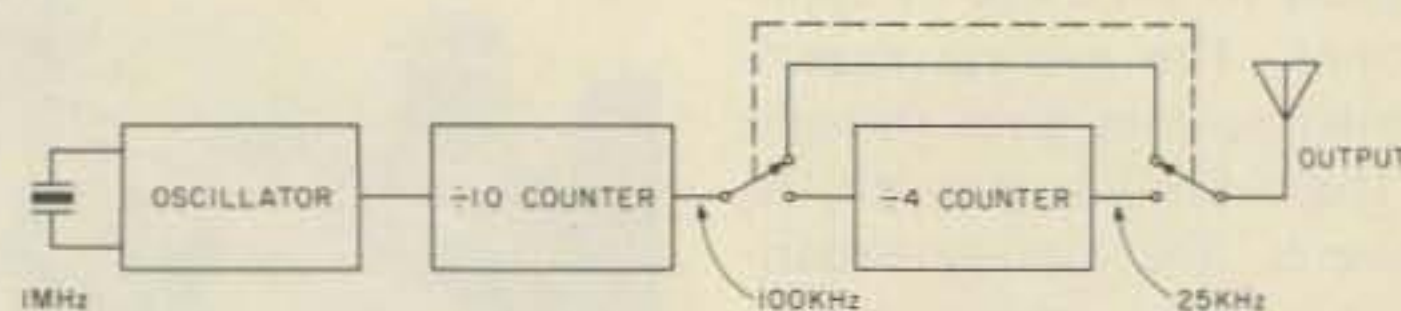 OSCILLATOR
÷10 COUNTER
÷4 COUNTER
OUTPUT
1MHz
100KHz
25KHz